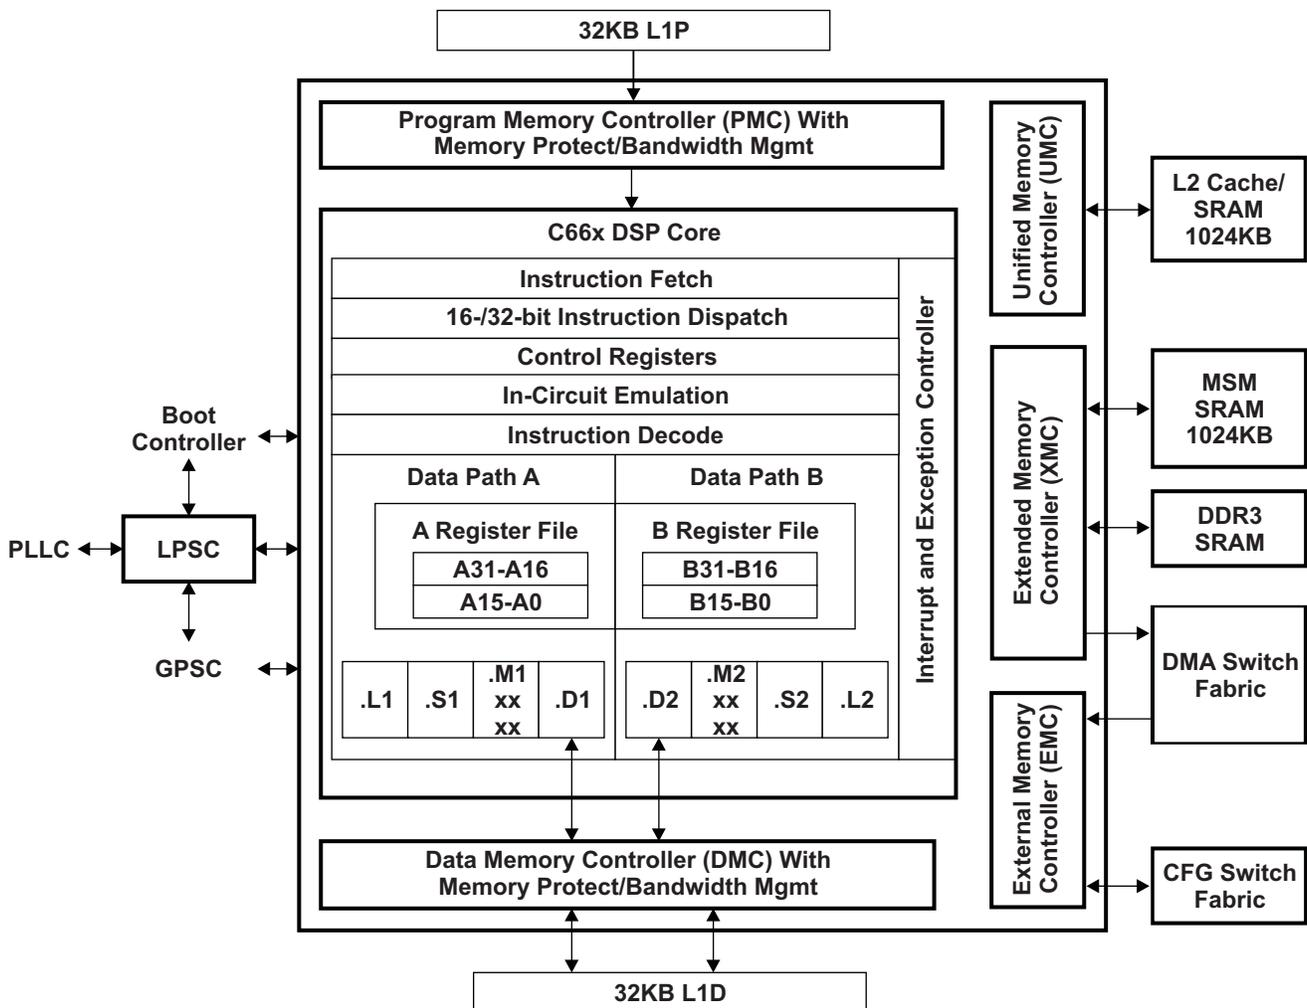 32KB L1P
Program Memory Controller (PMC) With
Memory Protect/Bandwidth Mgmt
C66x DSP Core
Instruction Fetch
16-/32-bit Instruction Dispatch
Control Registers
In-Circuit Emulation
Instruction Decode
Data Path A
Data Path B
A Register File
B Register File
A31-A16
B31-B16
A15-A0
B15-B0
.L1
.S1
.M1
xx
xx
.D1
.D2
.M2
xx
xx
.S2
.L2
Interrupt and Exception Controller
Data Memory Controller (DMC) With
Memory Protect/Bandwidth Mgmt
32KB L1D
Boot
Controller
PLLC
LPSC
GPSC
Unified Memory
Controller (UMC)
Extended Memory
Controller (XMC)
External Memory
Controller (EMC)
L2 Cache/
SRAM
1024KB
MSM
SRAM
1024KB
DDR3
SRAM
DMA Switch
Fabric
CFG Switch
Fabric